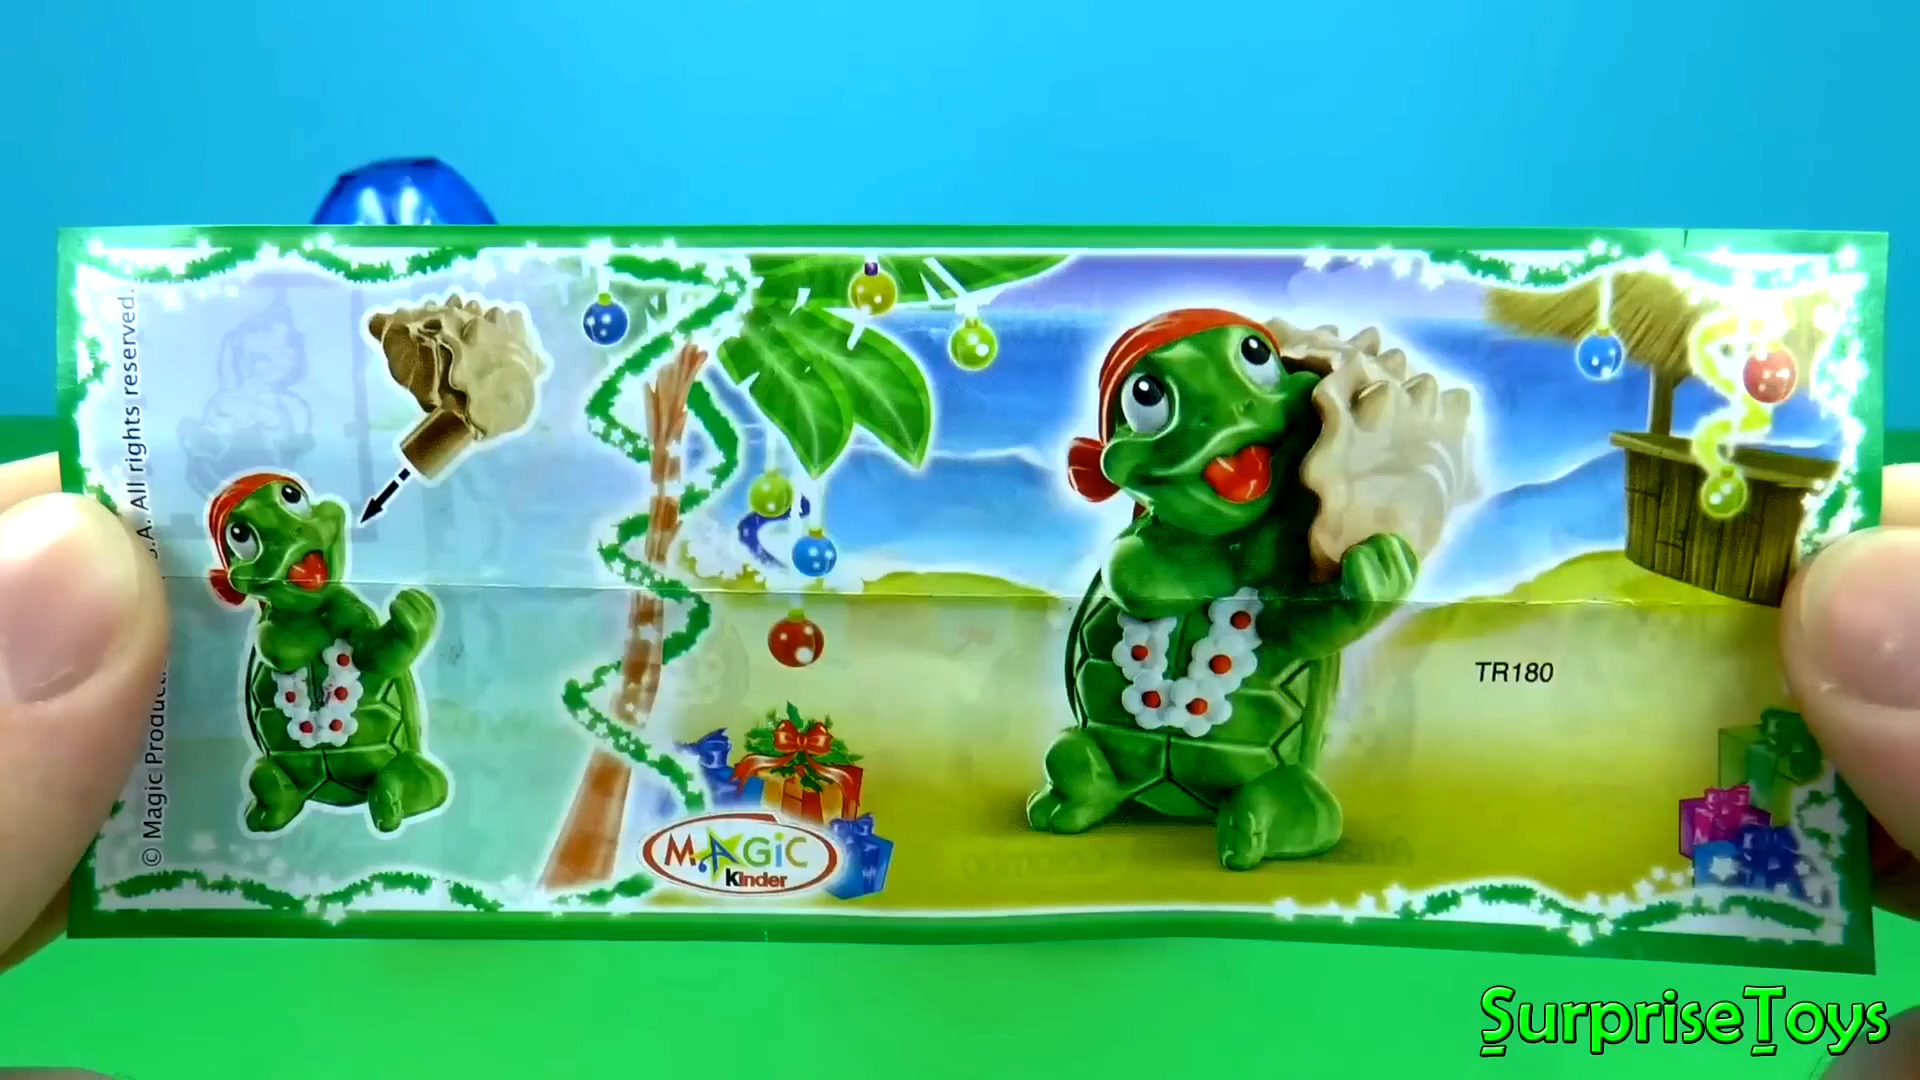 © Magic Produc
.A. All rights reserved.
MAGiC
Kinder
TR180
SurpriseToys